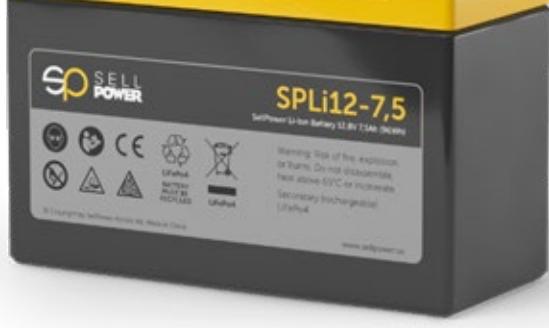 SELL
POWER
SPLi12-7,5
SellPower Li-Ion Battery 12,8V 7,5Ah (96Wh)
Warning: Risk of fire, explosion
or burns. Do not disassemble,
heat above 60°C or incinerate.
Secondary (rechargeable)
LiFePo4
CE
LiFePo4
BATTERY
MUST BE
RECYCLED
LiFePo4
www.sellpower.se